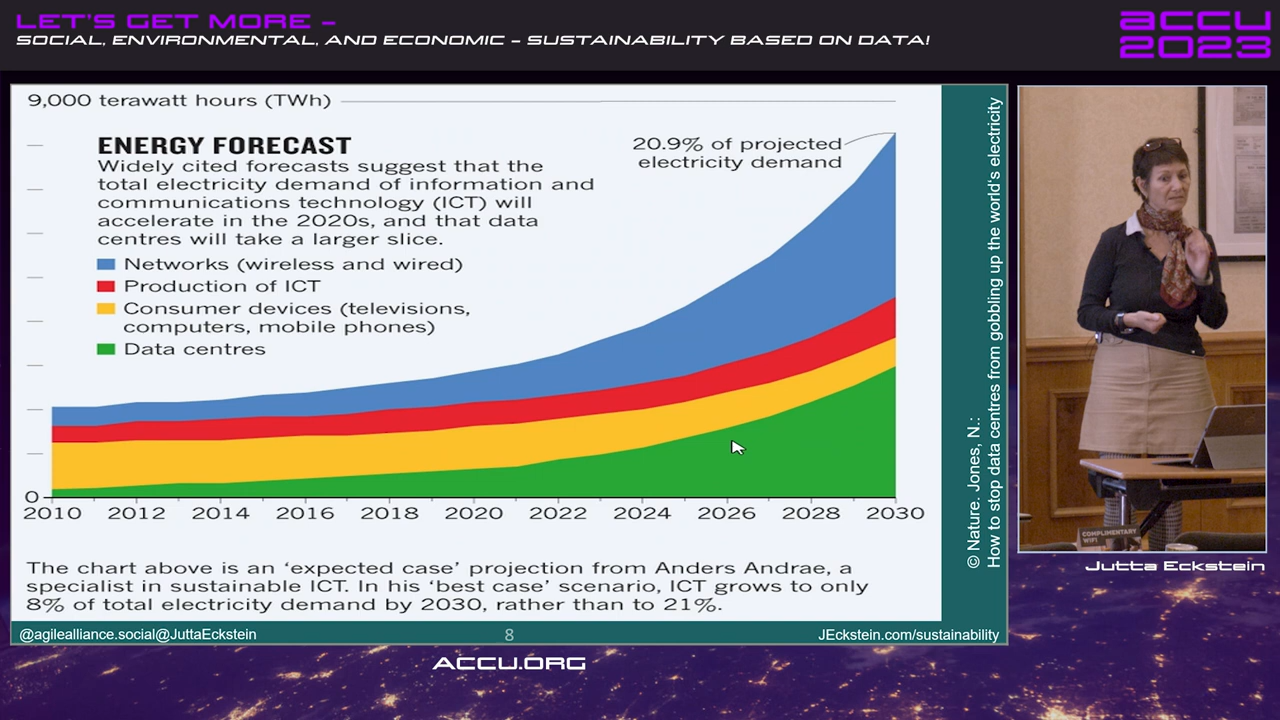 LET'S GET MORE –
SOCIAL, ENVIRONMENTAL, AND ECONOMIC – SUSTAINABILITY BASED ON DATA!
ACCU
2023
9,000 terawatt hours (TWh)
ENERGY FORECAST
Widely cited forecasts suggest that the
total electricity demand of information and
communications technology (ICT) will
accelerate in the 2020s, and that data
centres will take a larger slice.
Networks (wireless and wired)
Production of ICT
Consumer devices (televisions,
computers, mobile phones)
Data centres
20.9% of projected
electricity demand
0
2010 2012 2014 2016 2018 2020 2022 2024 2026 2028 2030
The chart above is an ‘expected case’ projection from Anders Andrae, a
specialist in sustainable ICT. In his ‘best case’ scenario, ICT grows to only
8% of total electricity demand by 2030, rather than to 21%.
© Nature. Jones, N.:
How to stop data centres from gobbling up the world's electricity
@agilealliance.social@JuttaEckstein
8
JEckstein.com/sustainability
COMPLIMENTARY
WIFI
Jutta Eckstein
ACCU.ORG